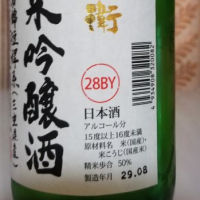 衛
米吟醸酒
28BY
日本酒
アルコール分
15度以上16度未満
原材料名 米(国産)・
米こうじ(国産米)
精米歩合 50%
製造年月 29.08